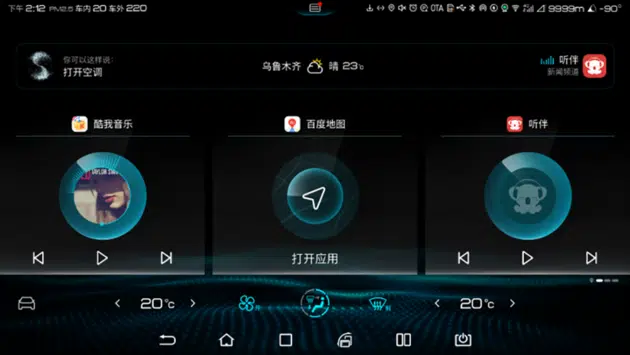 下午 2:12 PM2.5 车内 20 车外 220
OTA 9999m -90°
你可以这样说:
打开空调
乌鲁木齐 晴 23℃
听伴
新闻频道
酷我音乐
百度地图
听伴
打开应用
20℃
20℃